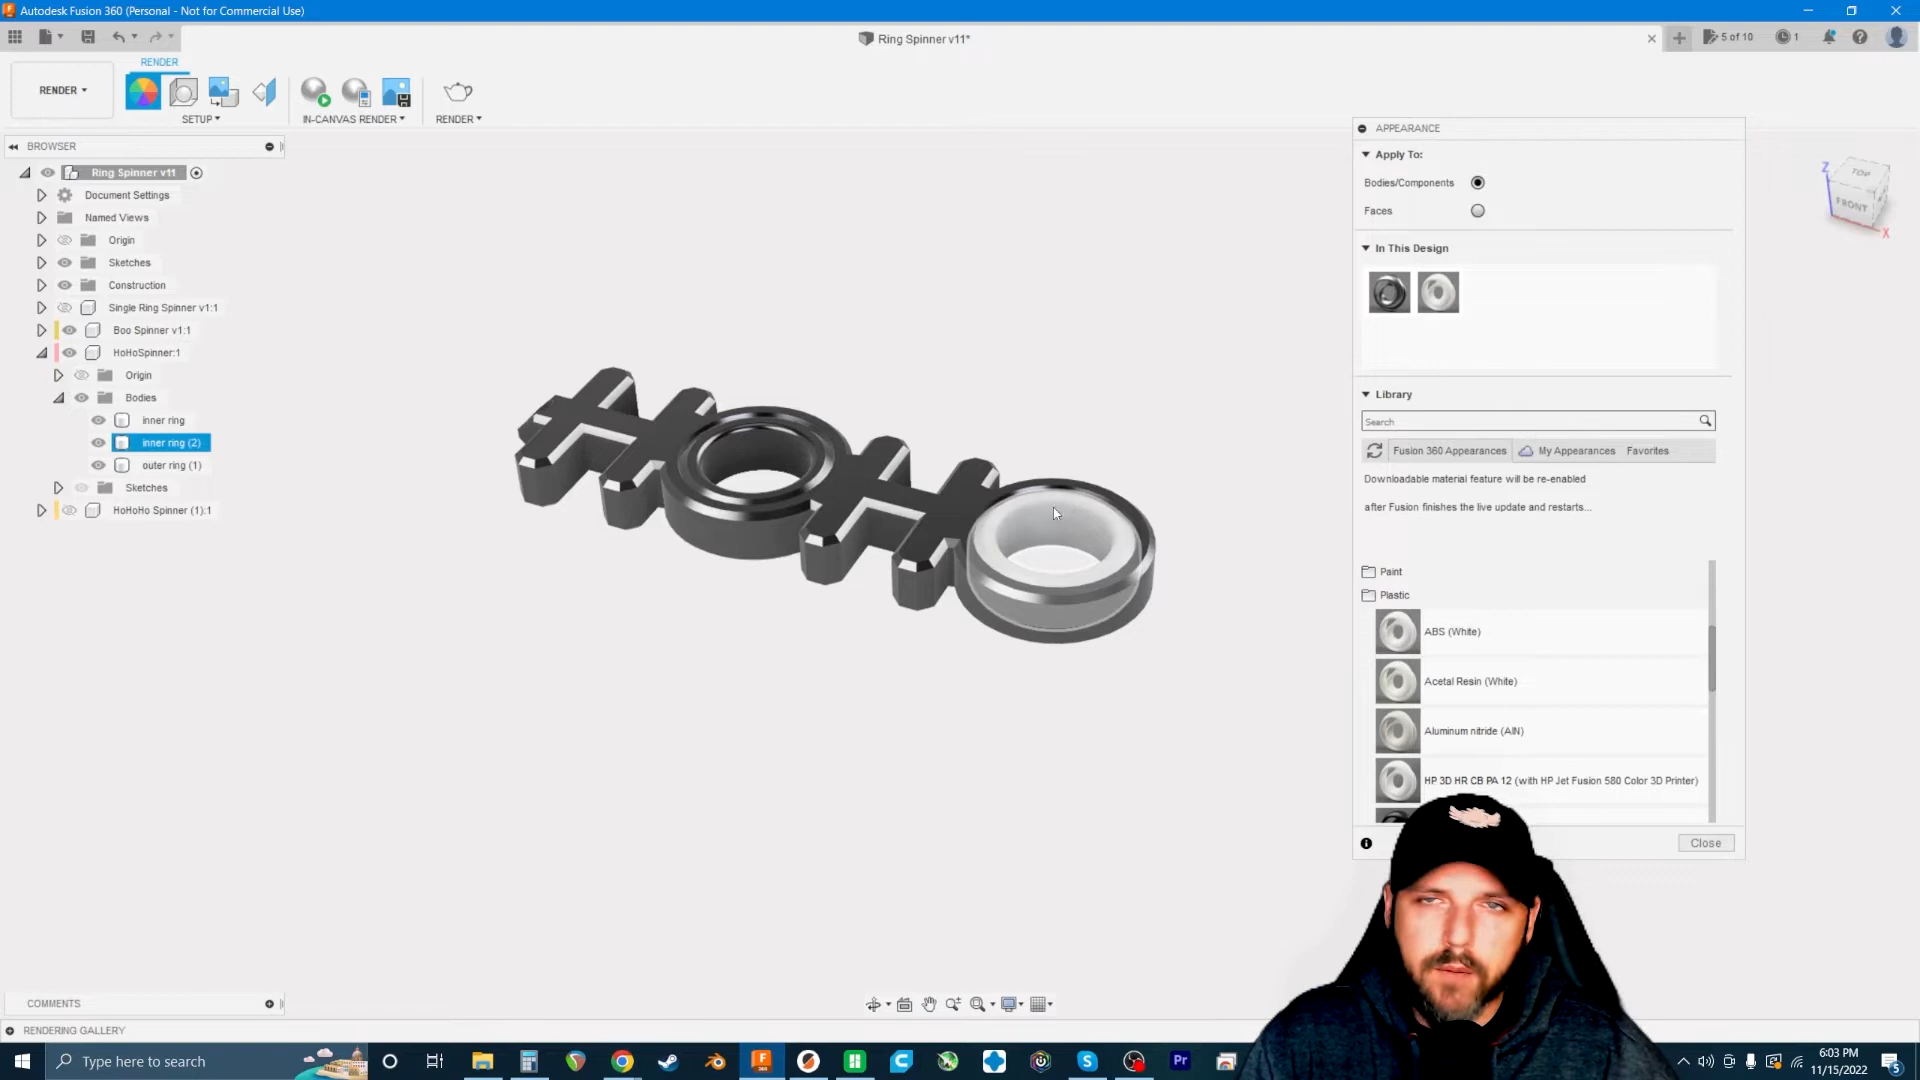 Autodesk Fusion 360 (Personal - Not for Commercial Use)
Ring Spinner v11*
5 of 10
1
RENDER
RENDER
SETUP
IN-CANVAS RENDER
RENDER
BROWSER
Ring Spinner v11
Document Settings
Named Views
Origin
Sketches
Construction
Single Ring Spinner v1:1
Boo Spinner v1:1
HoHoSpinner:1
Origin
Bodies
inner ring
inner ring (2)
outer ring (1)
Sketches
HoHoHo Spinner (1):1
APPEARANCE
Apply To:
Bodies/Components
Faces
In This Design
Library
Search
Fusion 360 Appearances
My Appearances
Favorites
Downloadable material feature will be re-enabled
after Fusion finishes the live update and restarts...
Paint
Plastic
ABS (White)
Acetal Resin (White)
Aluminum nitride (AlN)
HP 3D HR CB PA 12 (with HP Jet Fusion 580 Color 3D Printer)
Close
Z
TOP
FRONT
X
COMMENTS
RENDERING GALLERY
Type here to search
F
360
S
Pr
6:03 PM
11/15/2022
5